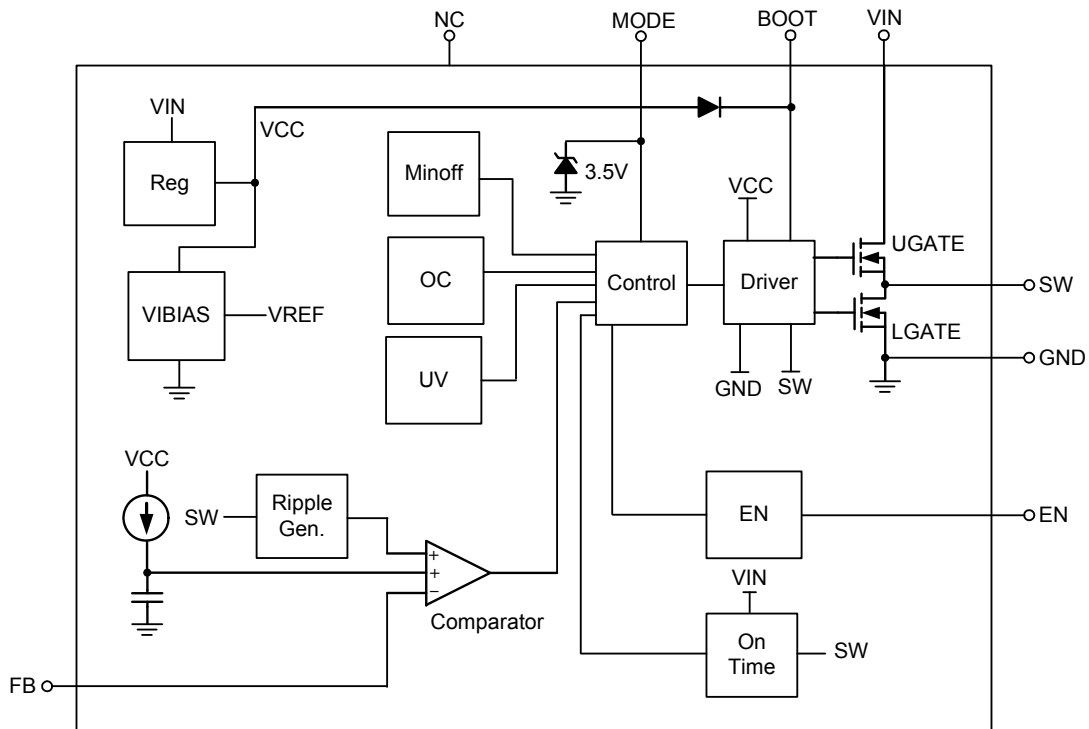 NC
MODE
BOOT
VIN
VIN
VCC
Reg
Minoff
3.5V
VCC
UGATE
OC
Control
Driver
SW
VIBIAS
VREF
LGATE
UV
GND
SW
GND
VCC
SW
Ripple
Gen.
EN
EN
+
+
−
VIN
Comparator
On
Time
SW
FB